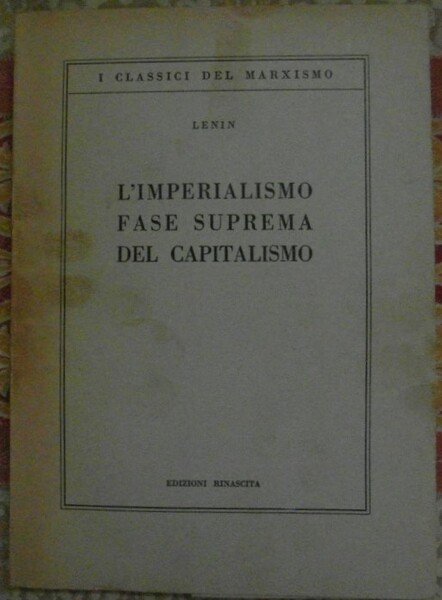 I CLASSICI DEL MARXISMO
LENIN
L'IMPERIALISMO
FASE SUPREMA
DEL CAPITALISMO
EDIZIONI RINASCITA